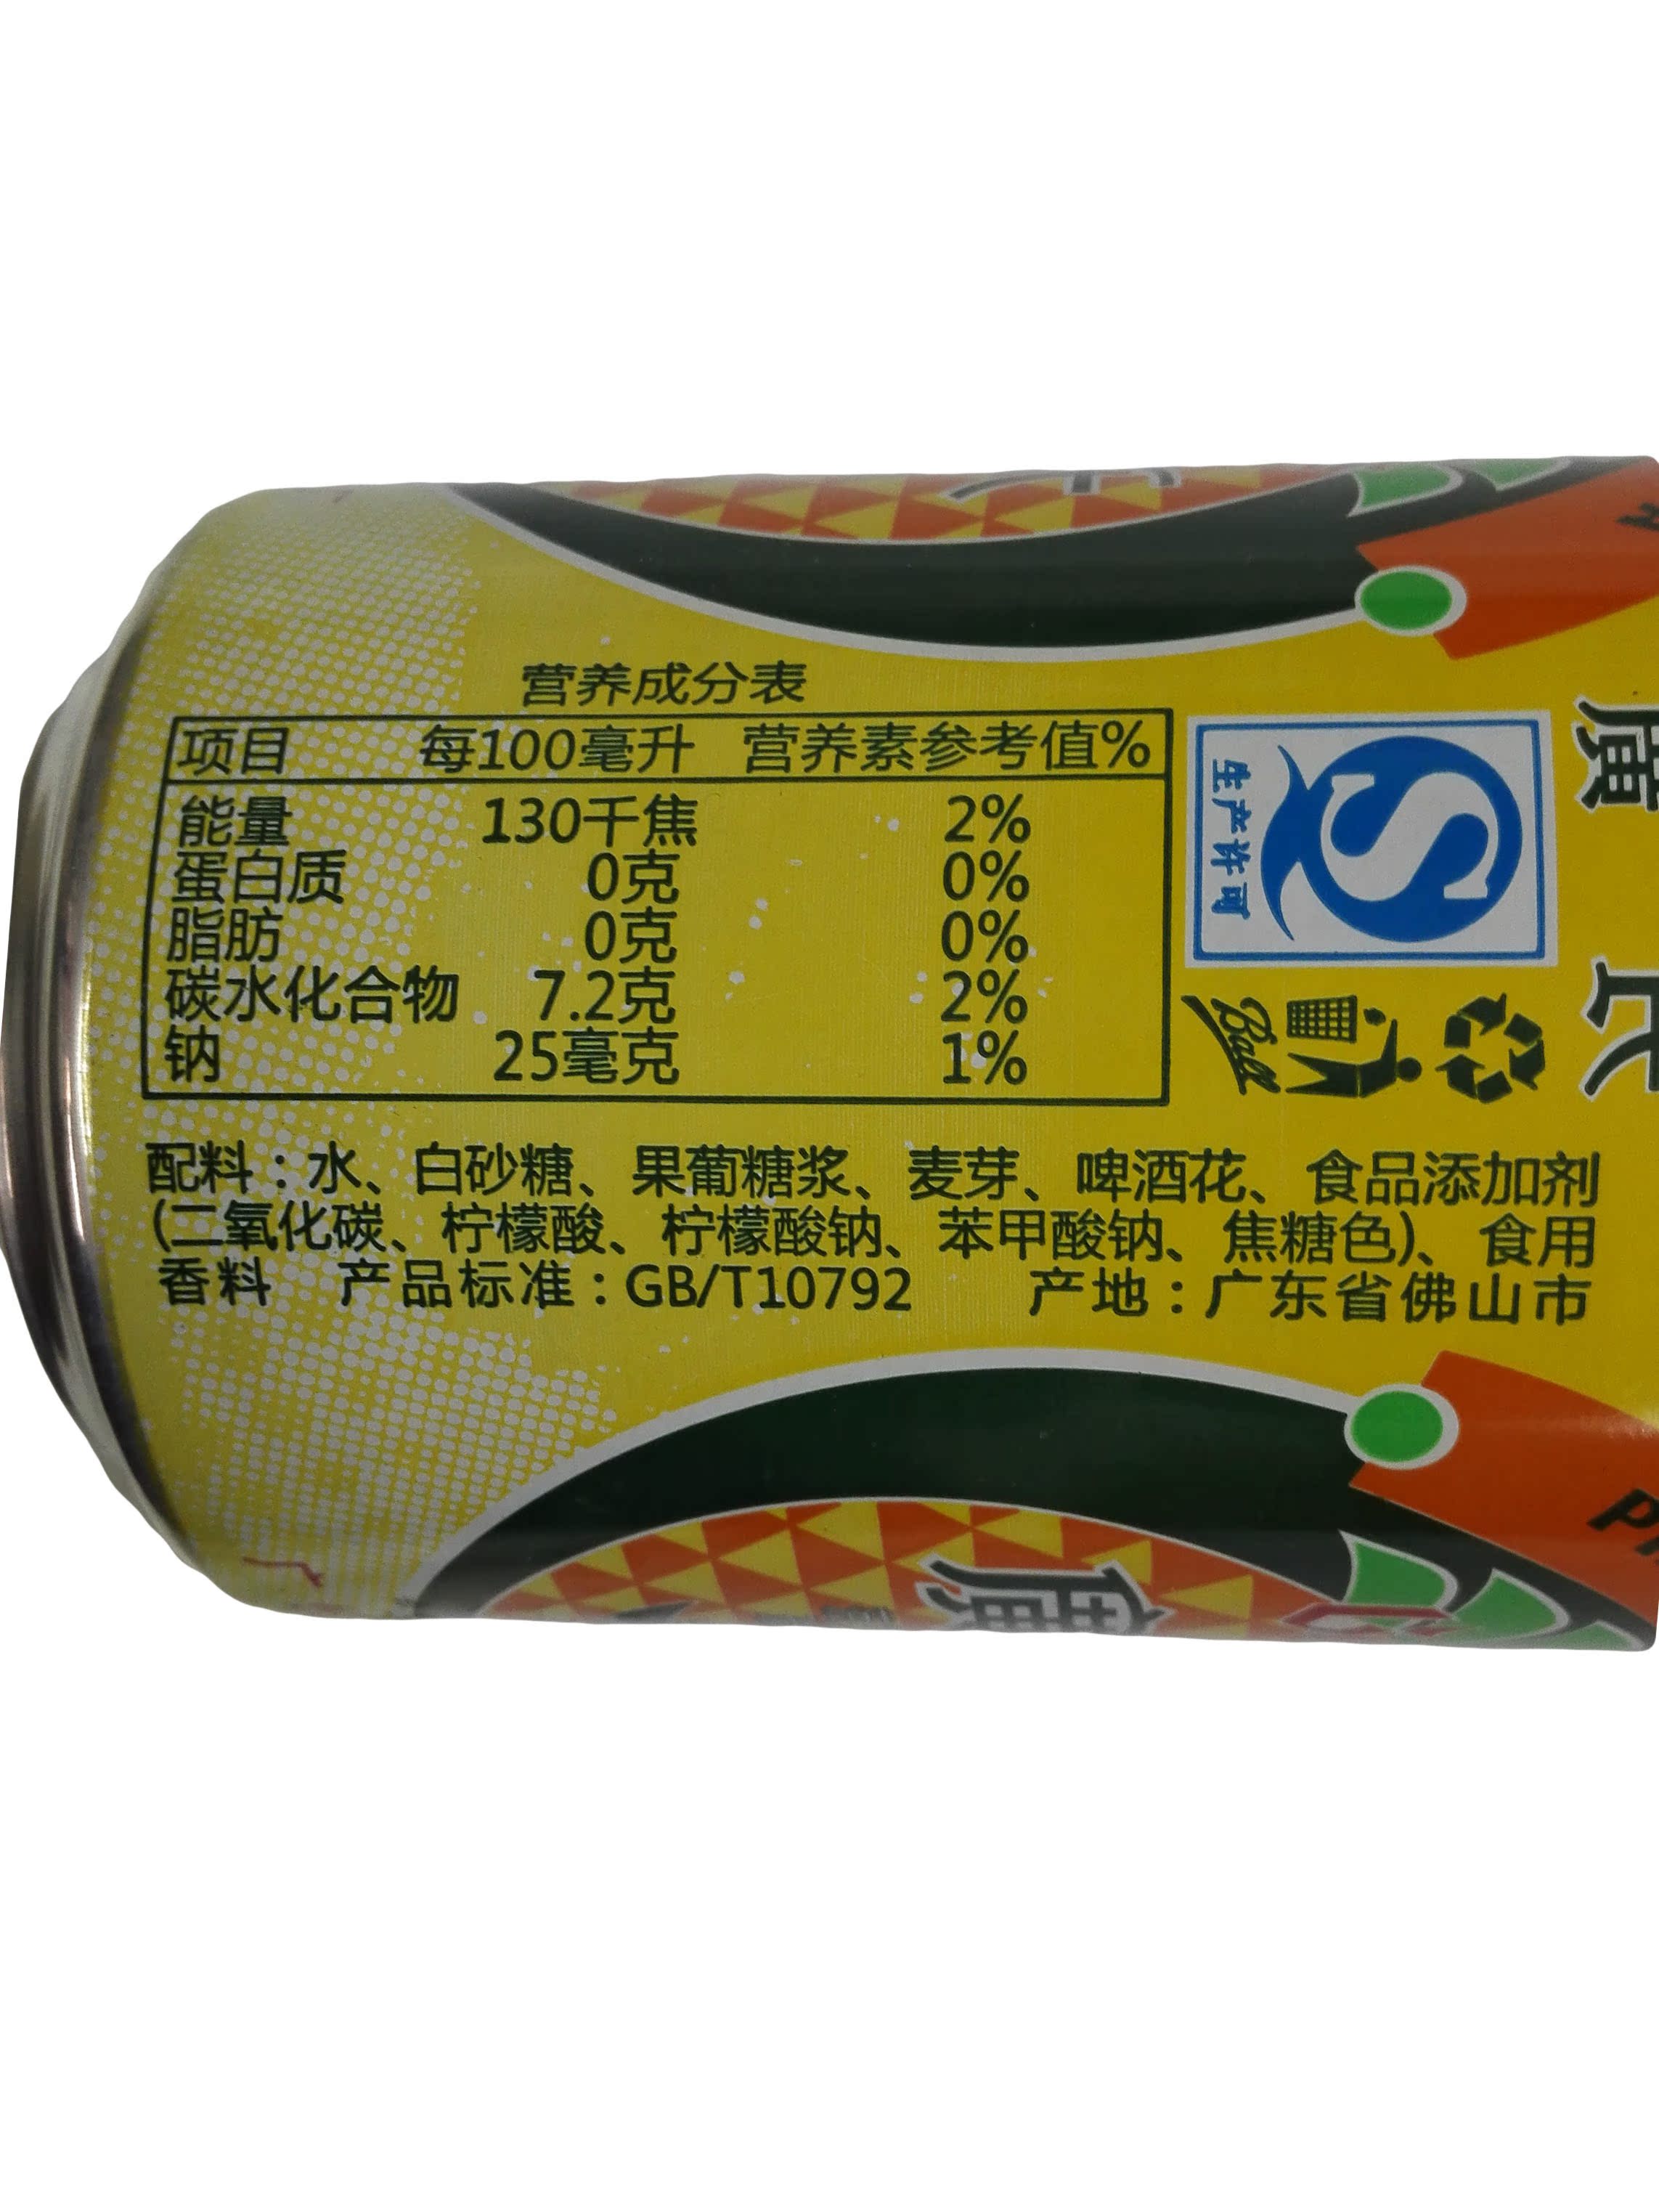 营养成分表
项目 每100毫升 营养素参考值%
能量 130千焦 2%
蛋白质 0克 0%
脂肪 0克 0%
碳水化合物 7.2克 2%
钠 25毫克 1%
配料：水、白砂糖、果葡糖浆、麦芽、啤酒花、食品添加剂
(二氧化碳、柠檬酸、柠檬酸钠、苯甲酸钠、焦糖色)、食用
香料 产品标准：GB/T10792 产地：广东省佛山市
生产许可
Ball
廣
氏
廣